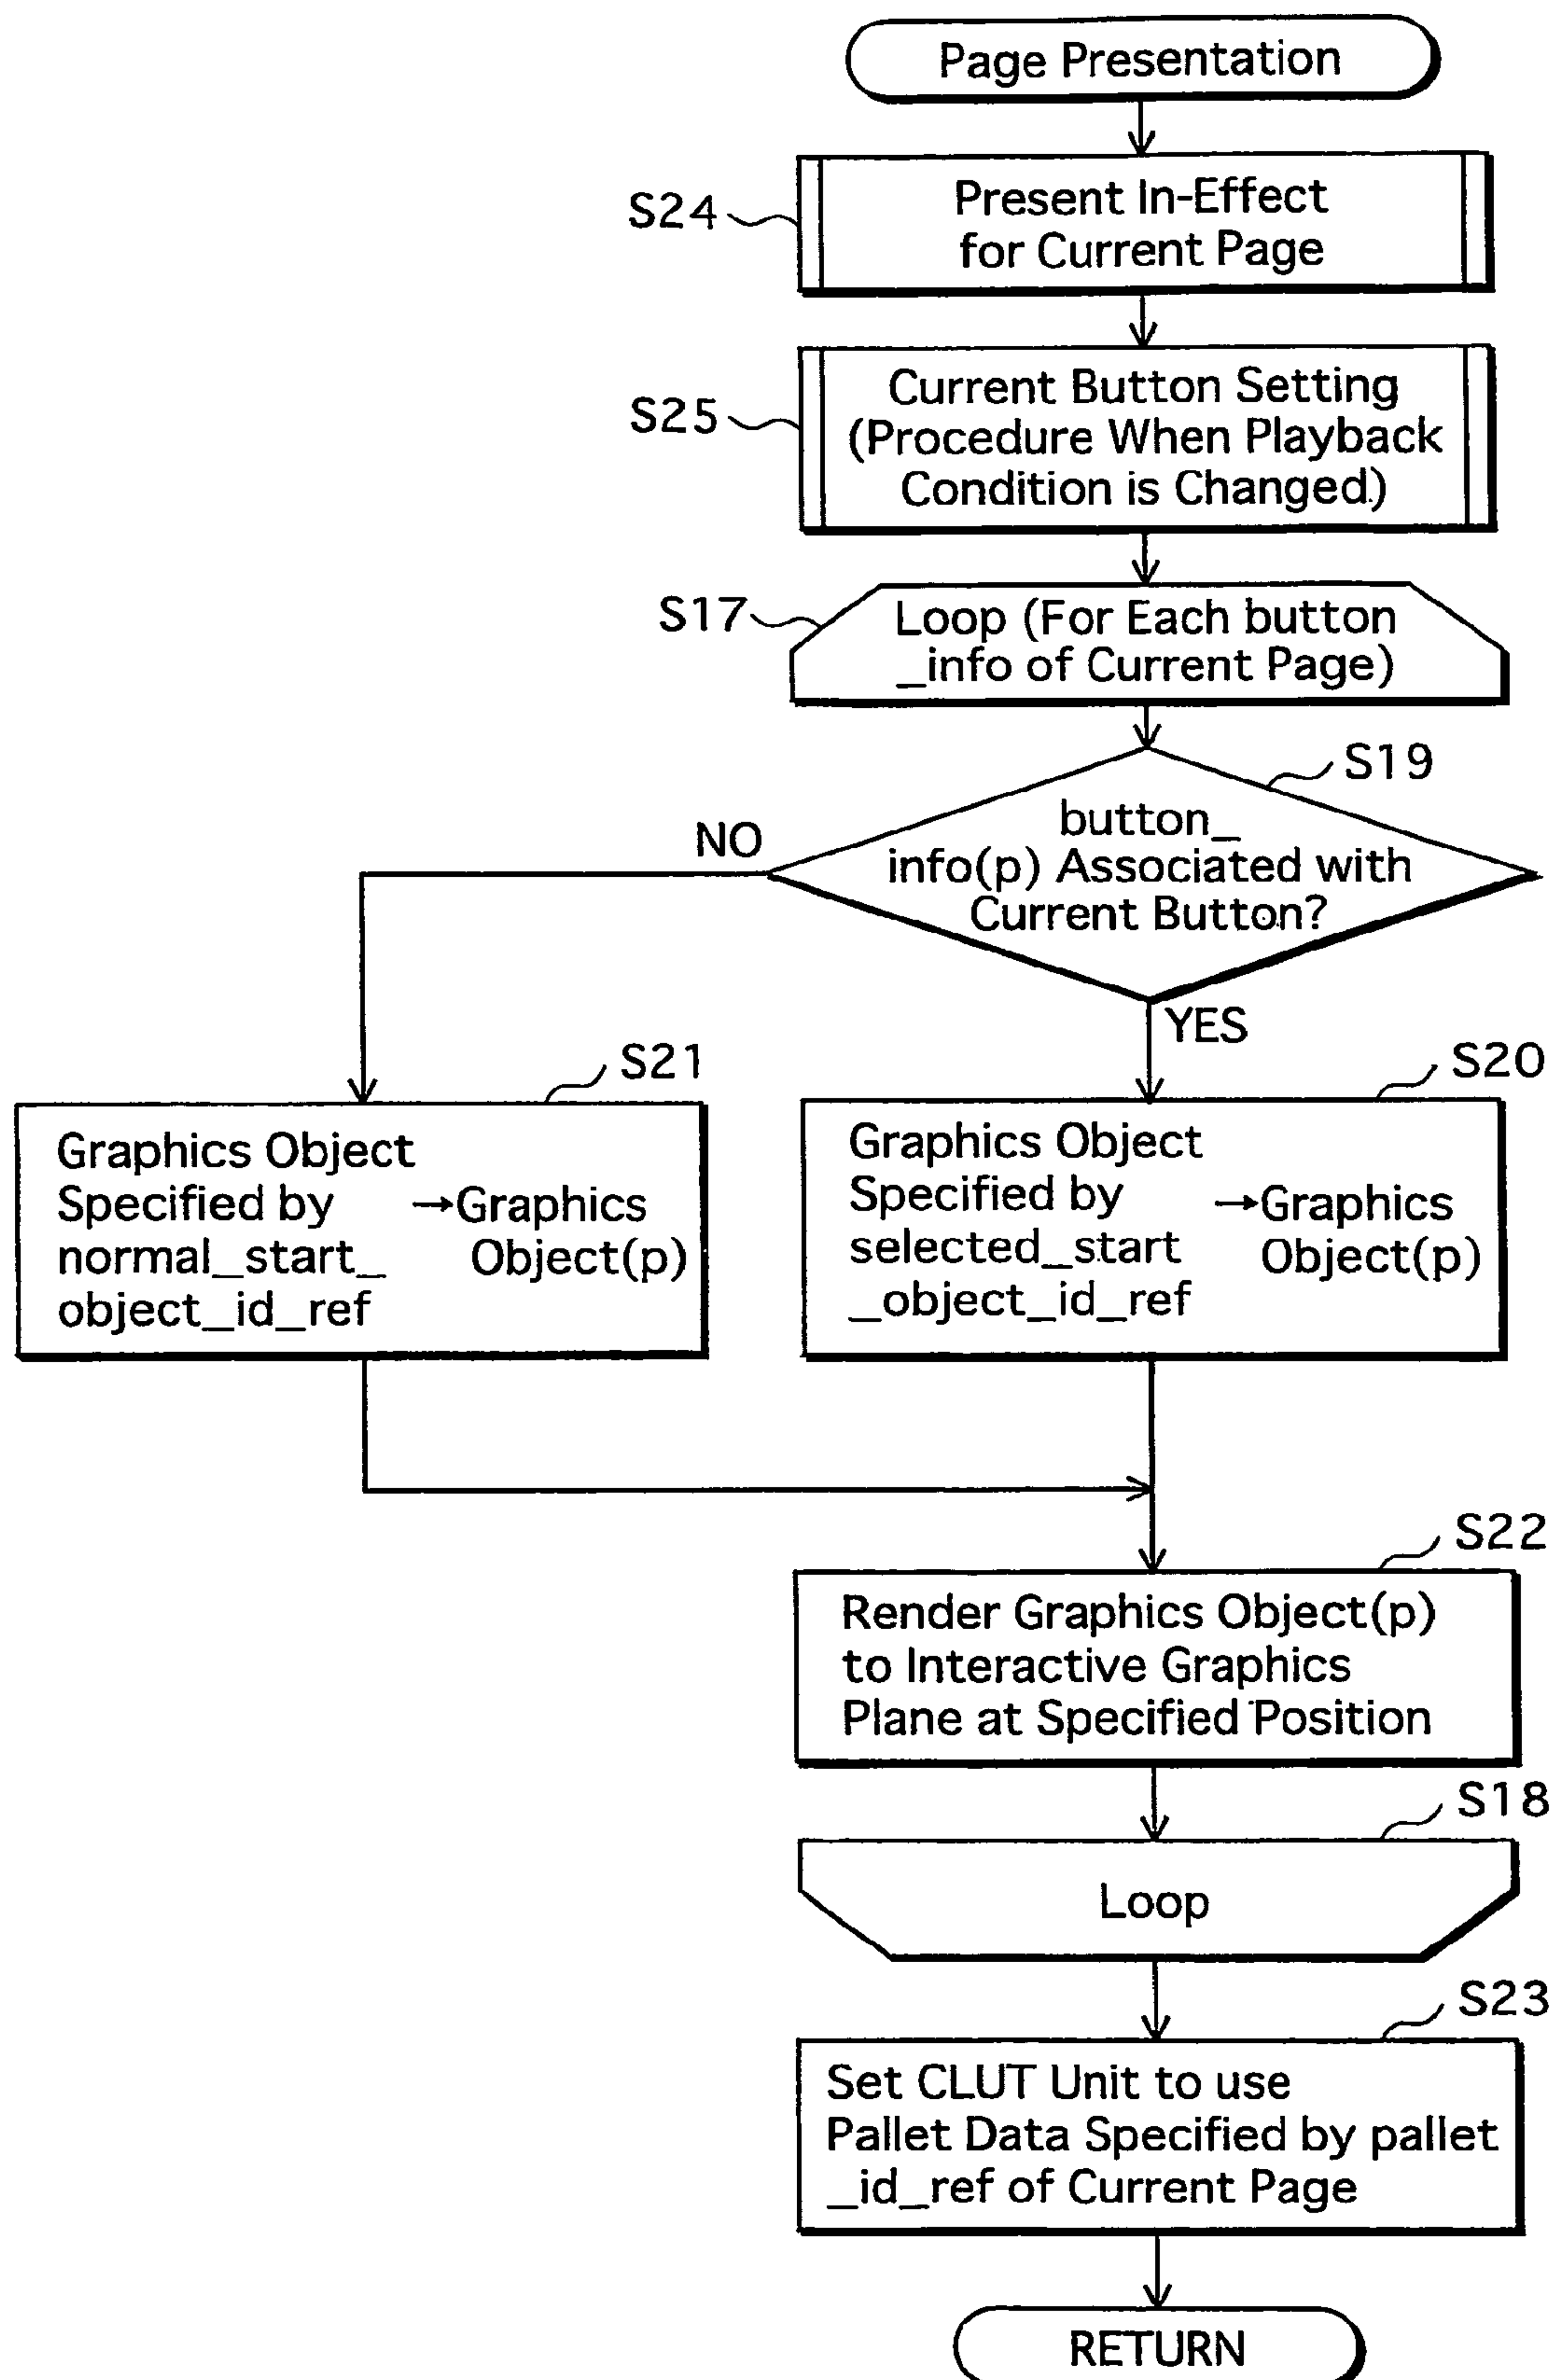 Page Presentation
S24
Present In-Effect
for Current Page
S25
Current Button Setting
(Procedure When Playback
Condition is Changed)
S17
Loop (For Each button
_info of Current Page)
S19
button_
info(p) Associated with
Current Button?
NO
YES
S21
Graphics Object
Specified by →Graphics
normal_start_ Object(p)
object_id_ref
S20
Graphics Object
Specified by →Graphics
selected_start Object(p)
_object_id_ref
S22
Render Graphics Object(p)
to Interactive Graphics
Plane at Specified Position
S18
Loop
S23
Set CLUT Unit to use
Pallet Data Specified by pallet
_id_ref of Current Page
RETURN